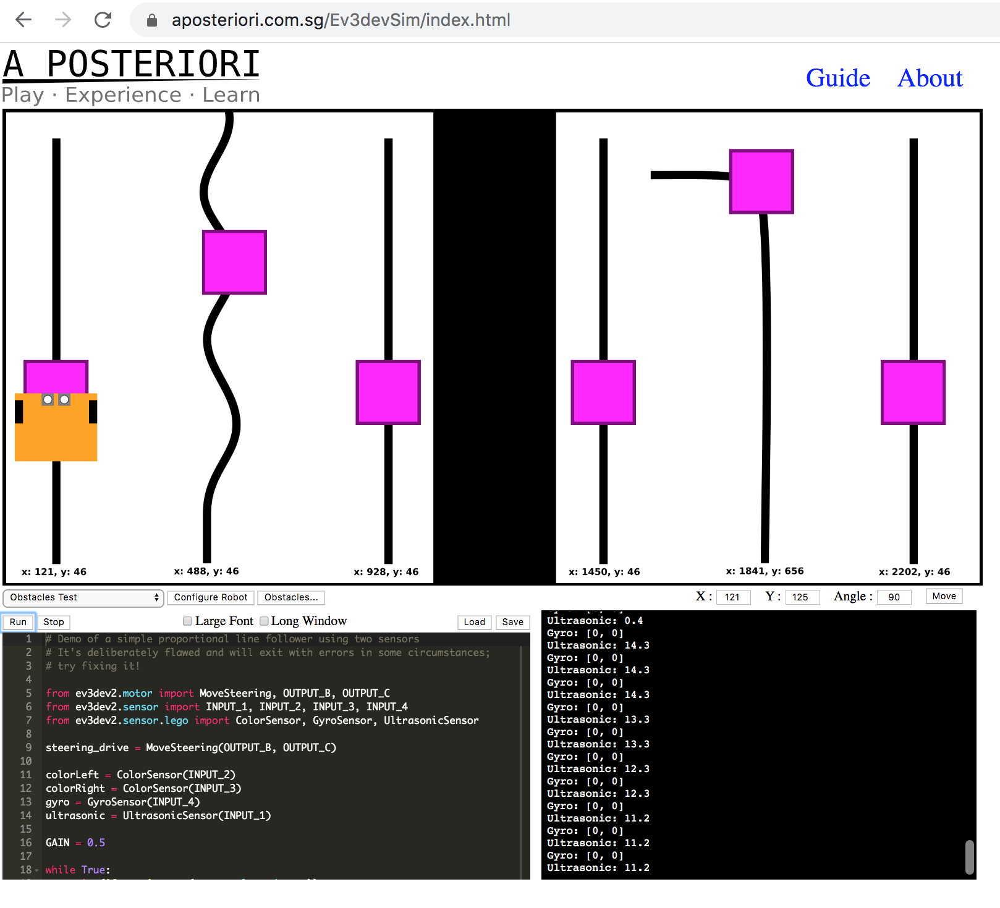 aposteriori.com.sg/Ev3devSim/index.html
A POSTERIORI
Play · Experience · Learn
Guide About
x: 121, y: 46
x: 488, y: 46
x: 928, y: 46
x: 1450, y: 46
x: 1841, y: 656
x: 2202, y: 46
Obstacles Test Configure Robot Obstacles... X : 121 Y : 125 Angle : 90 Move
Run Stop Large Font Long Window Load Save
1 # Demo of a simple proportional line follower using two sensors
2 # It's deliberately flawed and will exit with errors in some circumstances;
3 # try fixing it!
4
5 from ev3dev2.motor import MoveSteering, OUTPUT_B, OUTPUT_C
6 from ev3dev2.sensor import INPUT_1, INPUT_2, INPUT_3, INPUT_4
7 from ev3dev2.sensor.lego import ColorSensor, GyroSensor, UltrasonicSensor
8
9 steering_drive = MoveSteering(OUTPUT_B, OUTPUT_C)
10
11 colorLeft = ColorSensor(INPUT_2)
12 colorRight = ColorSensor(INPUT_3)
13 gyro = GyroSensor(INPUT_4)
14 ultrasonic = UltrasonicSensor(INPUT_1)
15
16 GAIN = 0.5
17
18 while True:
Ultrasonic: 0.4
Gyro: [0, 0]
Ultrasonic: 14.3
Gyro: [0, 0]
Ultrasonic: 14.3
Gyro: [0, 0]
Ultrasonic: 14.3
Gyro: [0, 0]
Ultrasonic: 13.3
Gyro: [0, 0]
Ultrasonic: 13.3
Gyro: [0, 0]
Ultrasonic: 12.3
Gyro: [0, 0]
Ultrasonic: 12.3
Gyro: [0, 0]
Ultrasonic: 11.2
Gyro: [0, 0]
Ultrasonic: 11.2
Gyro: [0, 0]
Ultrasonic: 11.2